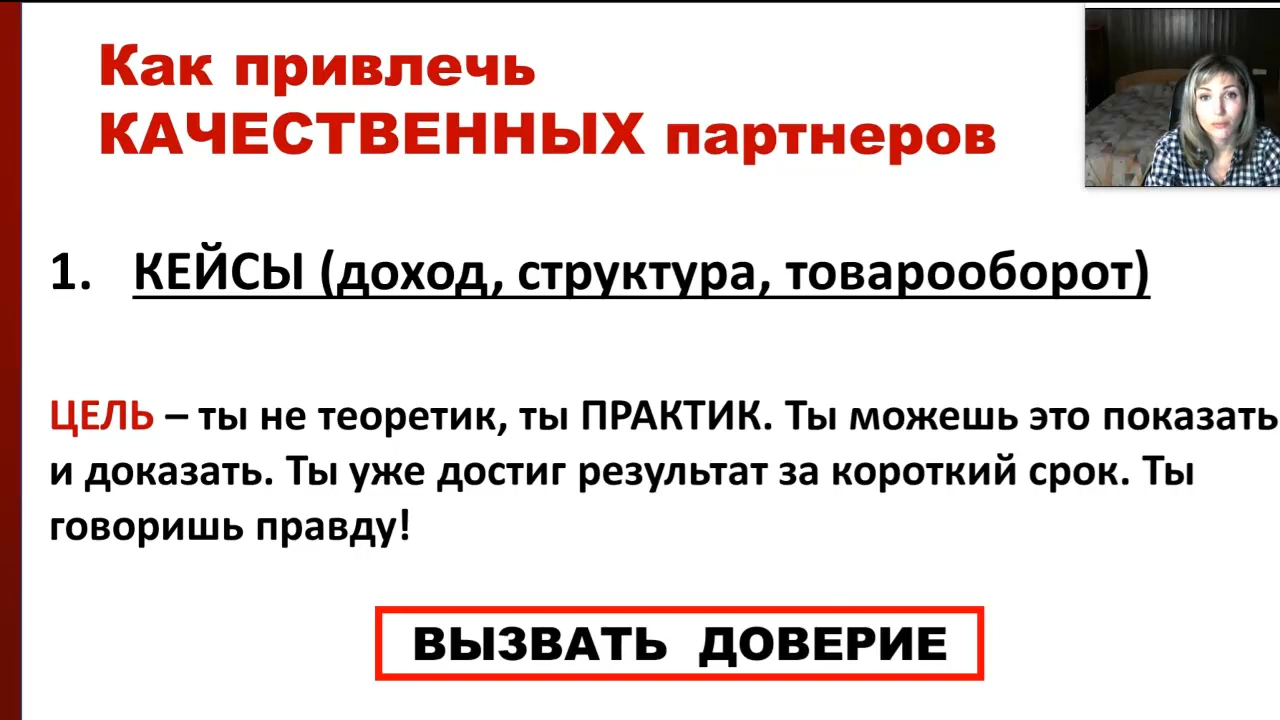 Как привлечь
КАЧЕСТВЕННЫХ партнеров
1. КЕЙСЫ (доход, структура, товарооборот)
ЦЕЛЬ – ты не теоретик, ты ПРАКТИК. Ты можешь это показать
и доказать. Ты уже достиг результат за короткий срок. Ты
говоришь правду!
ВЫЗВАТЬ ДОВЕРИЕ